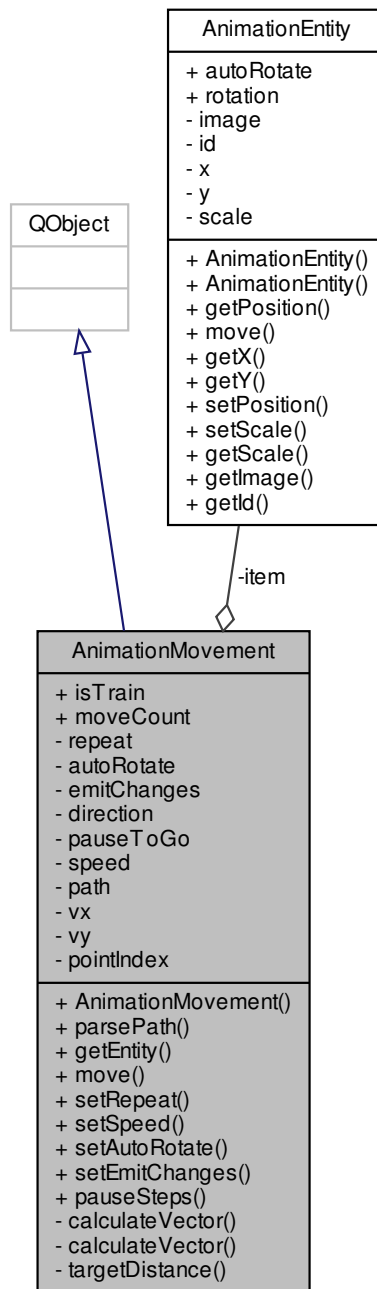 AnimationEntity
+ autoRotate
+ rotation
- image
- id
- x
- y
- scale
+ AnimationEntity()
+ AnimationEntity()
+ getPosition()
+ move()
+ getX()
+ getY()
+ setPosition()
+ setScale()
+ getScale()
+ getImage()
+ getId()
QObject
-item
AnimationMovement
+ isTrain
+ moveCount
- repeat
- autoRotate
- emitChanges
- direction
- pauseToGo
- speed
- path
- vx
- vy
- pointIndex
+ AnimationMovement()
+ parsePath()
+ getEntity()
+ move()
+ setRepeat()
+ setSpeed()
+ setAutoRotate()
+ setEmitChanges()
+ pauseSteps()
- calculateVector()
- calculateVector()
- targetDistance()